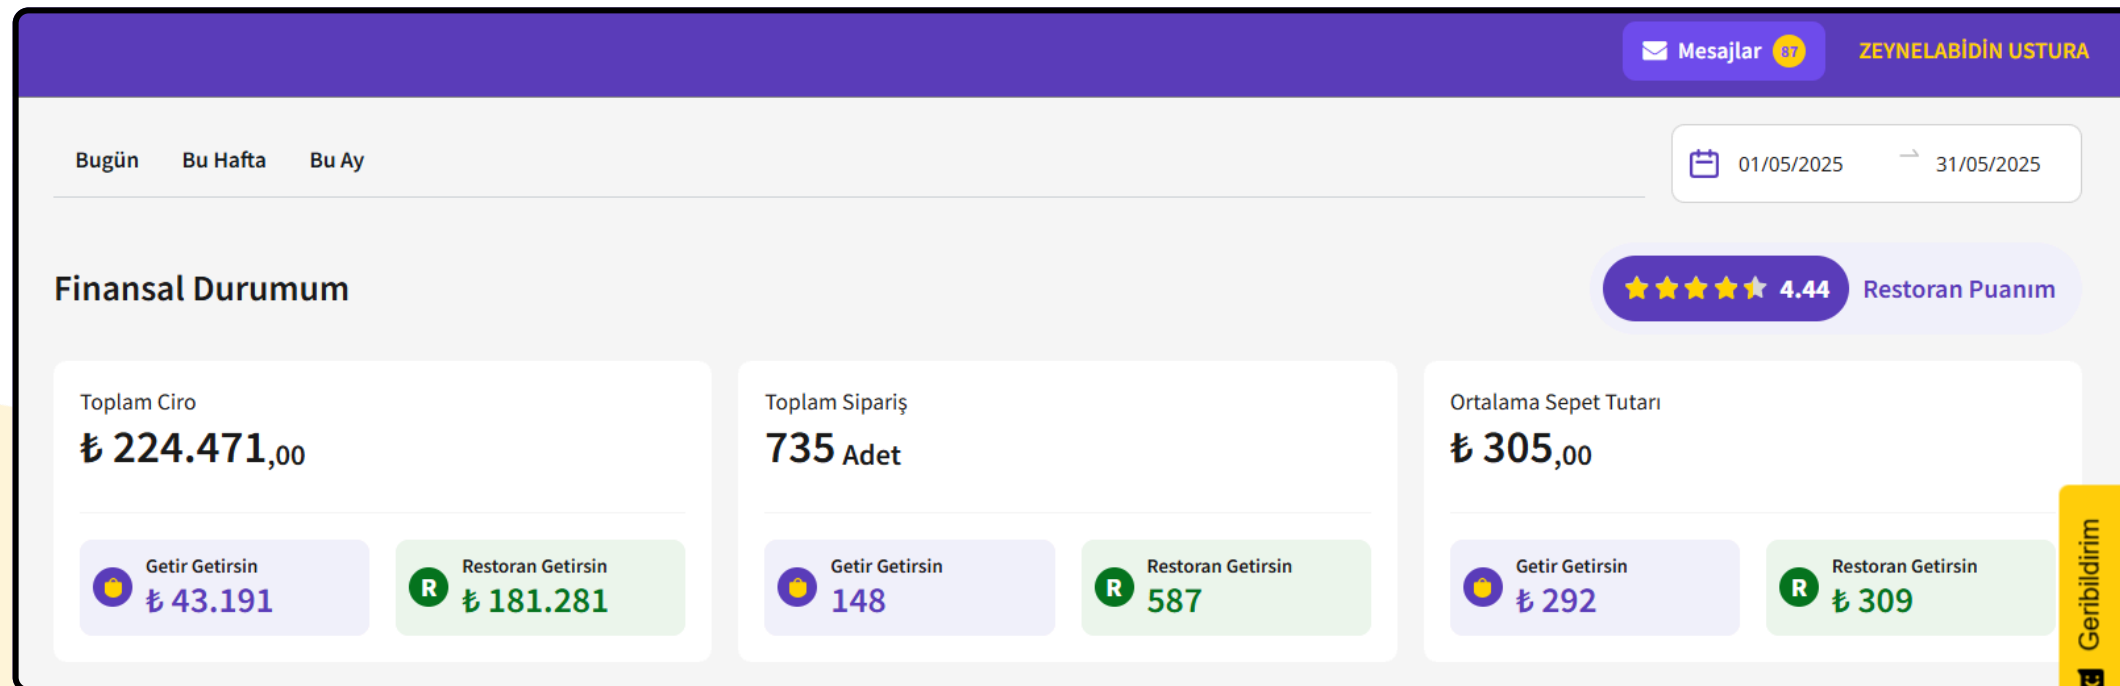 Mesajlar 87 ZEYNELABİDİN USTURA
Bugün Bu Hafta Bu Ay
01/05/2025 31/05/2025
Finansal Durumum
4.44 Restoran Puanım
Toplam Ciro
₺ 224.471,00
Getir Getirsin
₺ 43.191
Restoran Getirsin
R ₺ 181.281
Toplam Sipariş
735 Adet
Getir Getirsin
148
Restoran Getirsin
R 587
Ortalama Sepet Tutarı
₺ 305,00
Getir Getirsin
₺ 292
Restoran Getirsin
R ₺ 309
Geribildirim